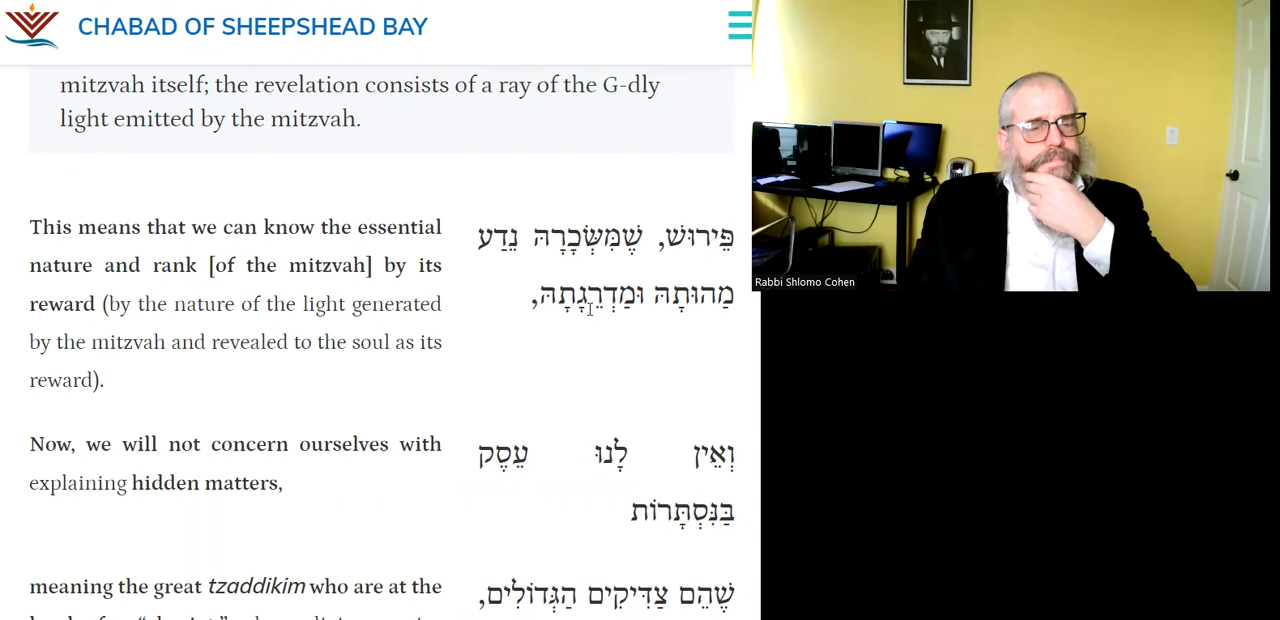 CHABAD OF SHEEPSHEAD BAY
mitzvah itself; the revelation consists of a ray of the G-dly
light emitted by the mitzvah.
This means that we can know the essential
nature and rank [of the mitzvah] by its
reward (by the nature of the light generated
by the mitzvah and revealed to the soul as its
reward).
פֵּירוּשׁ, שֶׁמִּשְּׂכָרָהּ נֵדַע
מַהוּתָהּ וּמַדְרֵגָתָהּ,
Now, we will not concern ourselves with
explaining hidden matters,
וְאֵין לָנוּ עֵסֶק
בַּנִּסְתָּרוֹת
meaning the great tzaddikim who are at the
שֶׁהֵם צַדִּיקִים הַגְּדוֹלִים,
Rabbi Shlomo Cohen